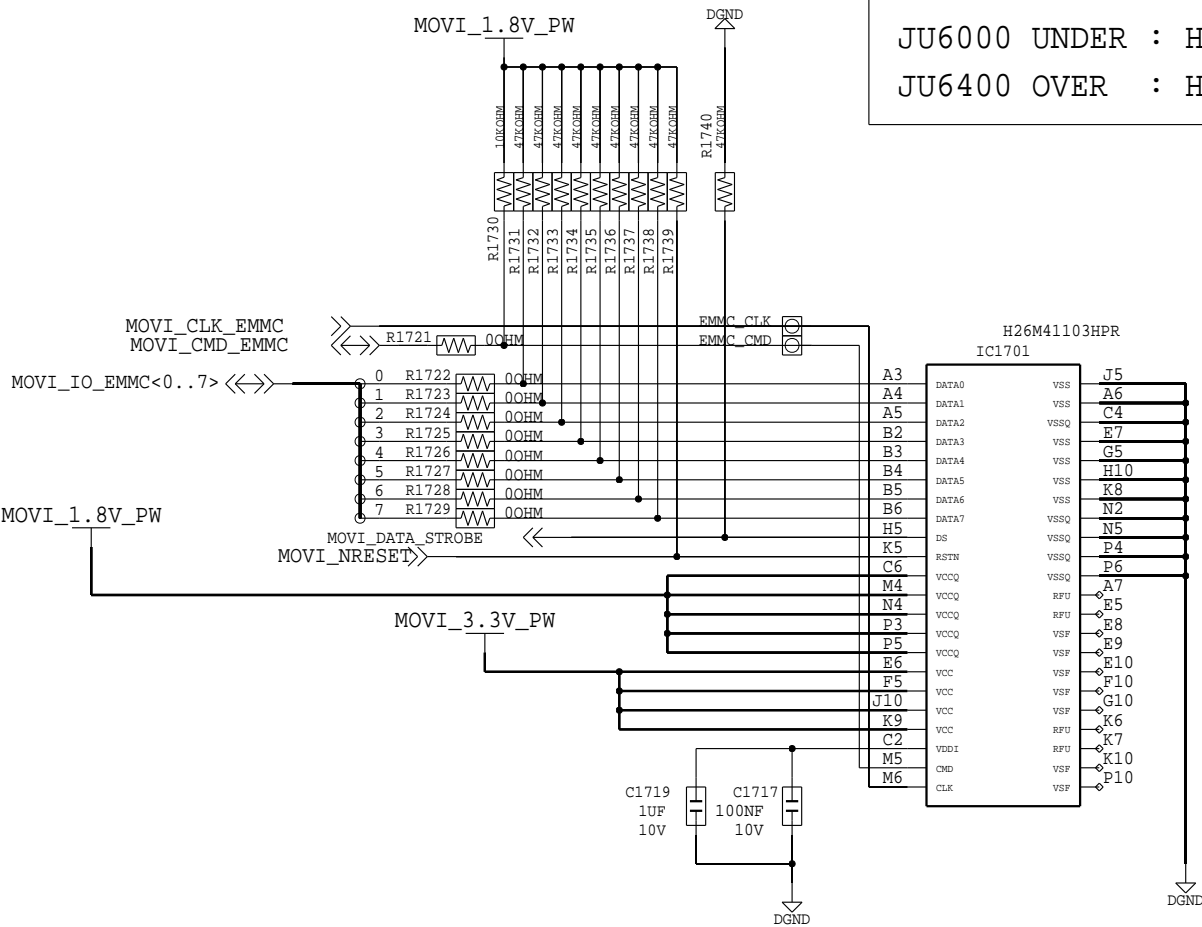 MOVI_1.8V_PW
DGND
JU6000 UNDER : H
JU6400 OVER : H
10KOHM
47KOHM
47KOHM
47KOHM
47KOHM
47KOHM
47KOHM
47KOHM
47KOHM
47KOHM
R1740
47KOHM
R1730
R1731
R1732
R1733
R1734
R1735
R1736
R1737
R1738
R1739
MOVI_CLK_EMMC
EMMC_CLK
MOVI_CMD_EMMC
R1721
0OHM
EMMC_CMD
H26M41103HPR
IC1701
MOVI_IO_EMMC<0..7>
0 R1722 0OHM
1 R1723 0OHM
2 R1724 0OHM
3 R1725 0OHM
4 R1726 0OHM
5 R1727 0OHM
6 R1728 0OHM
7 R1729 0OHM
MOVI_1.8V_PW
MOVI_DATA_STROBE
MOVI_NRESET
MOVI_3.3V_PW
A3 DATA0 VSS J5
A4 DATA1 VSS A6
A5 DATA2 VSSQ C4
B2 DATA3 VSS E7
B3 DATA4 VSS G5
B4 DATA5 VSS H10
B5 DATA6 VSS K8
B6 DATA7 VSSQ N2
H5 DS VSSQ N5
K5 RSTN VSSQ P4
C6 VCCQ VSSQ P6
M4 VCCQ RFU A7
N4 VCCQ RFU E5
P3 VCCQ VSF E8
P5 VCCQ VSF E9
E6 VCC VSF E10
F5 VCC VSF F10
J10 VCC VSF G10
K9 VCC RFU K6
C2 VDDI RFU K7
M5 CMD VSF K10
M6 CLK VSF P10
C1719
1UF
10V
C1717
100NF
10V
DGND
DGND